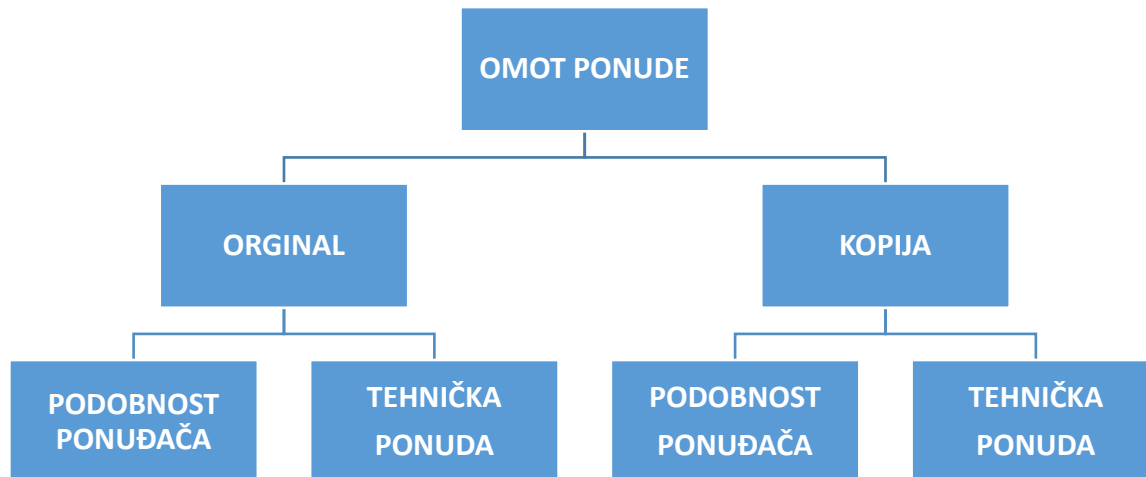 OMOT PONUDE
ORGINAL
KOPIJA
PODOBNOST
PONUĐAČA
TEHNIČKA
PONUDA
PODOBNOST
PONUĐAČA
TEHNIČKA
PONUDA